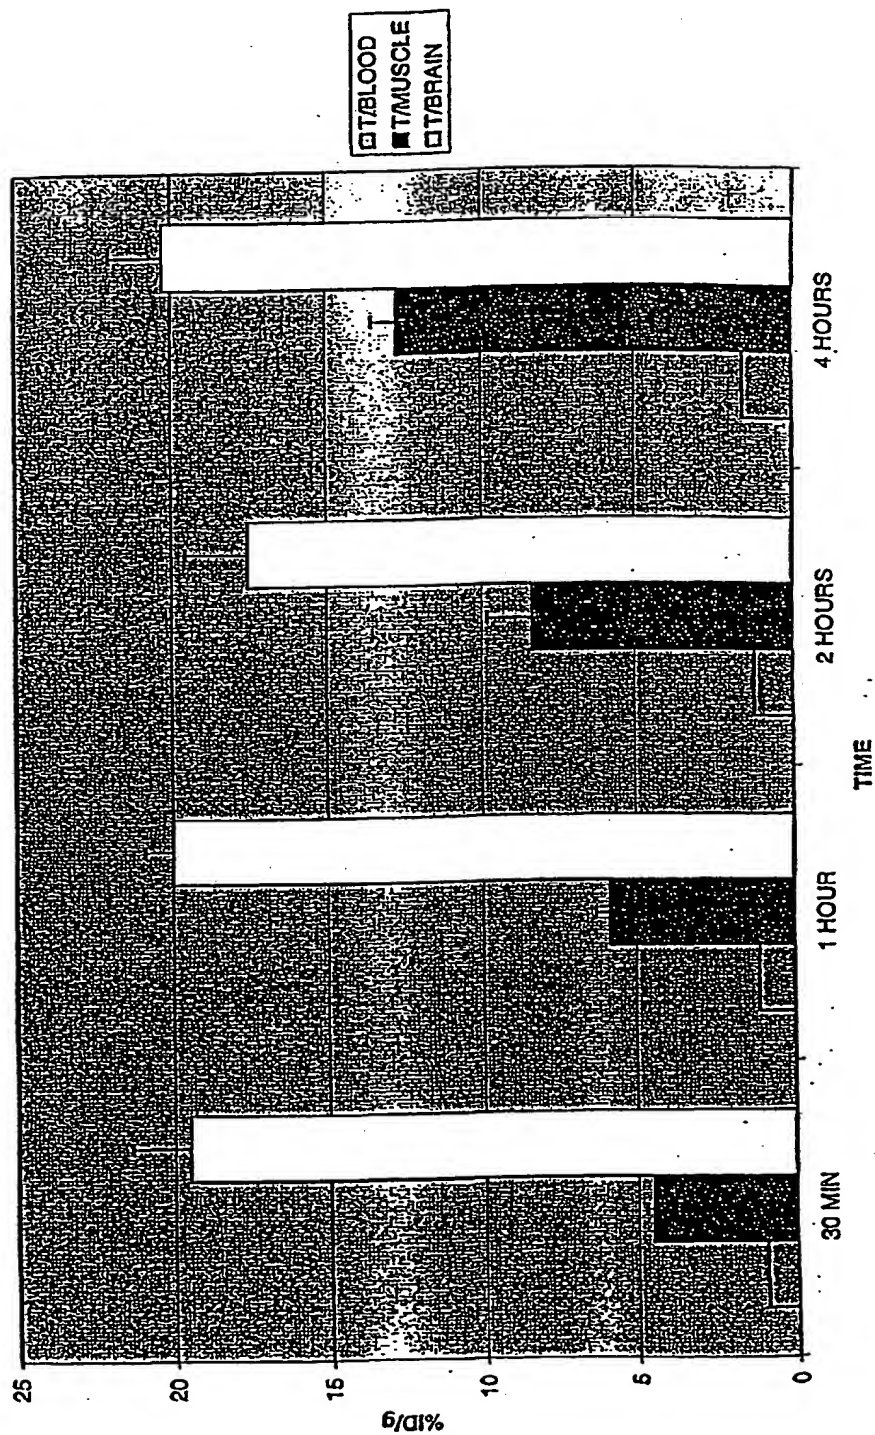 %ID/g
25
20
15
10
5
0
30 MIN
1 HOUR
2 HOURS
4 HOURS
TIME
T/BLOOD
T/MUSCLE
T/BRAIN